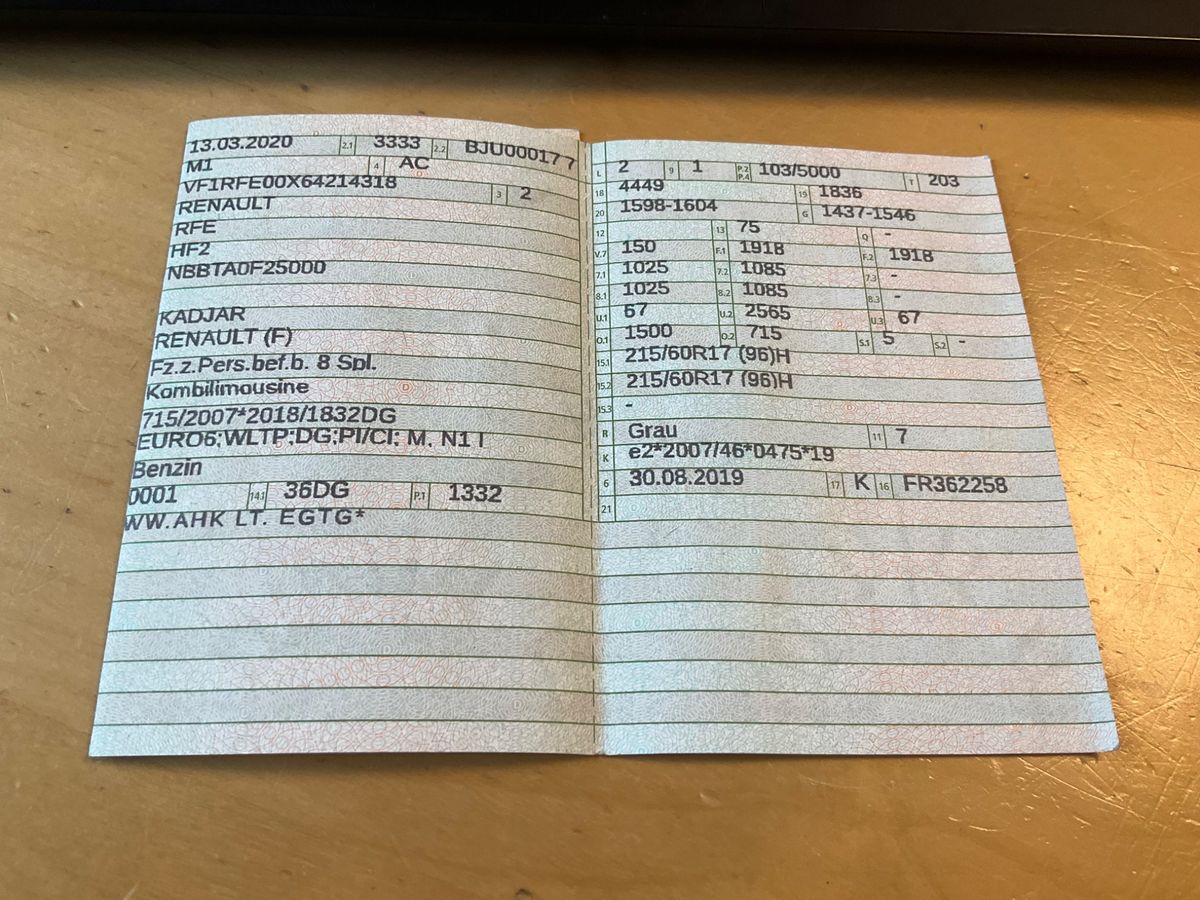 13.03.2020 2.1 3333 2.2 BJU000177
M1 4 AC
VF1RFE00X64214318 3 2
RENAULT
RFE
HF2
NBBTA0F25000
KADJAR
RENAULT (F)
Fz.z.Pers.bef.b. 8 Spl.
Kombilimousine
715/2007*2018/1832DG
EURO6;WLTP;DG;PI/CI; M, N1 I
Benzin
0001 14.1 36DG P.1 1332
WW.AHK LT. EGTG*
L 2 9 1 P.2 P.4 103/5000 T 203
18 4449 19 1836
20 1598-1604 G 1437-1546
12 13 75 Q -
V.7 150 F.1 1918 F.2 1918
7.1 1025 7.2 1085 7.3 -
8.1 1025 8.2 1085 8.3 -
U.1 67 U.2 2565 U.3 67
O.1 1500 O.2 715 S.1 5 S.2 -
15.1 215/60R17 (96)H
15.2 215/60R17 (96)H
15.3 -
R Grau 11 7
K e2*2007/46*0475*19
6 30.08.2019 17 K 16 FR362258
21